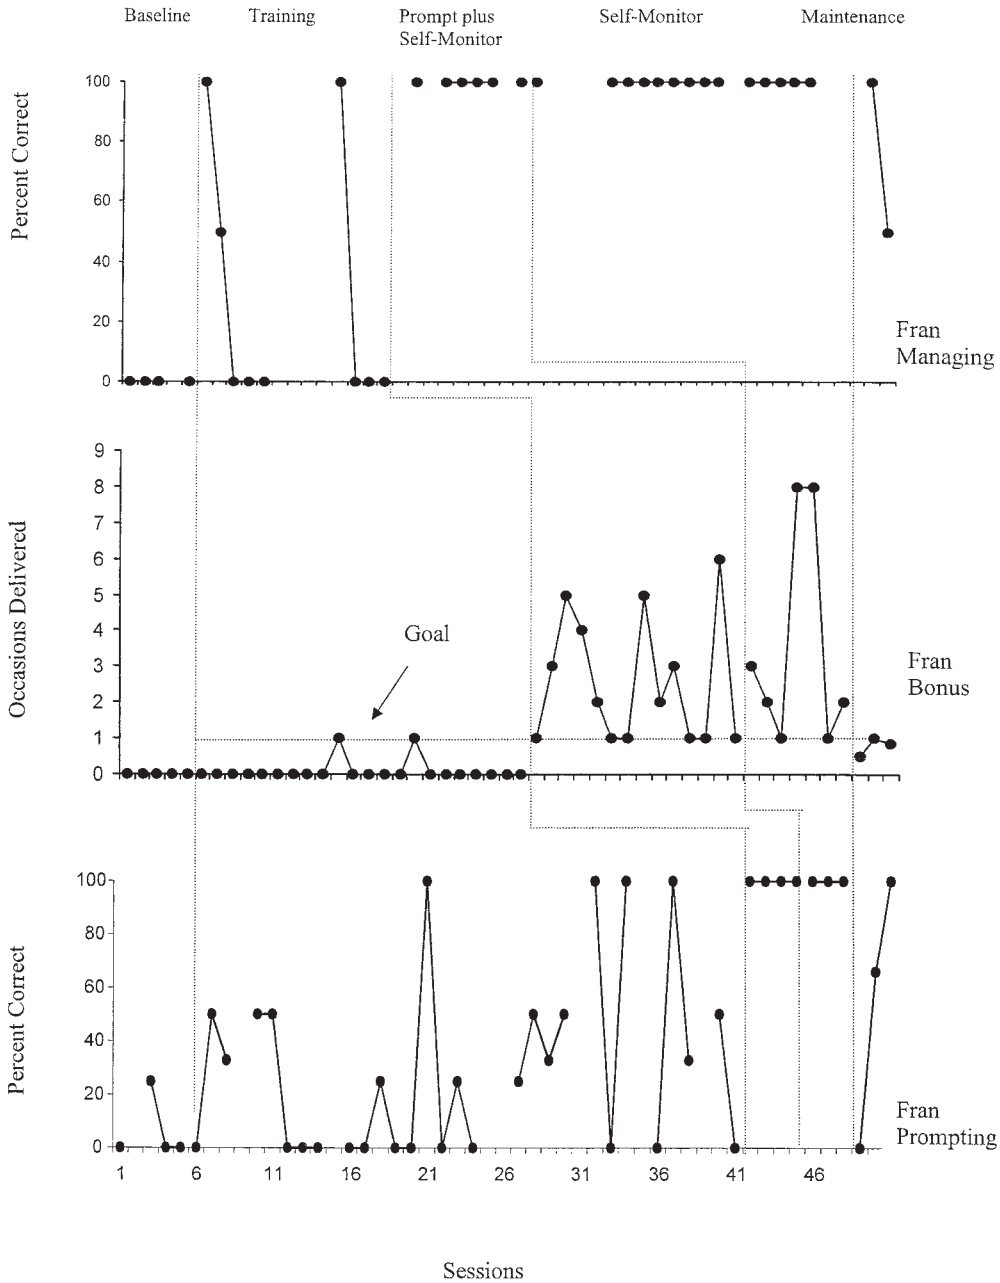 Baseline Training Prompt plus Self-Monitor Maintenance
Self-Monitor
Percent Correct
100
80
60
40
20
0
Fran
Managing
Occasions Delivered
9
8
7
6
5
4
3
2
1
0
Goal
Fran
Bonus
Percent Correct
100
80
60
40
20
0
Fran
Prompting
1 6 11 16 21 26 31 36 41 46
Sessions